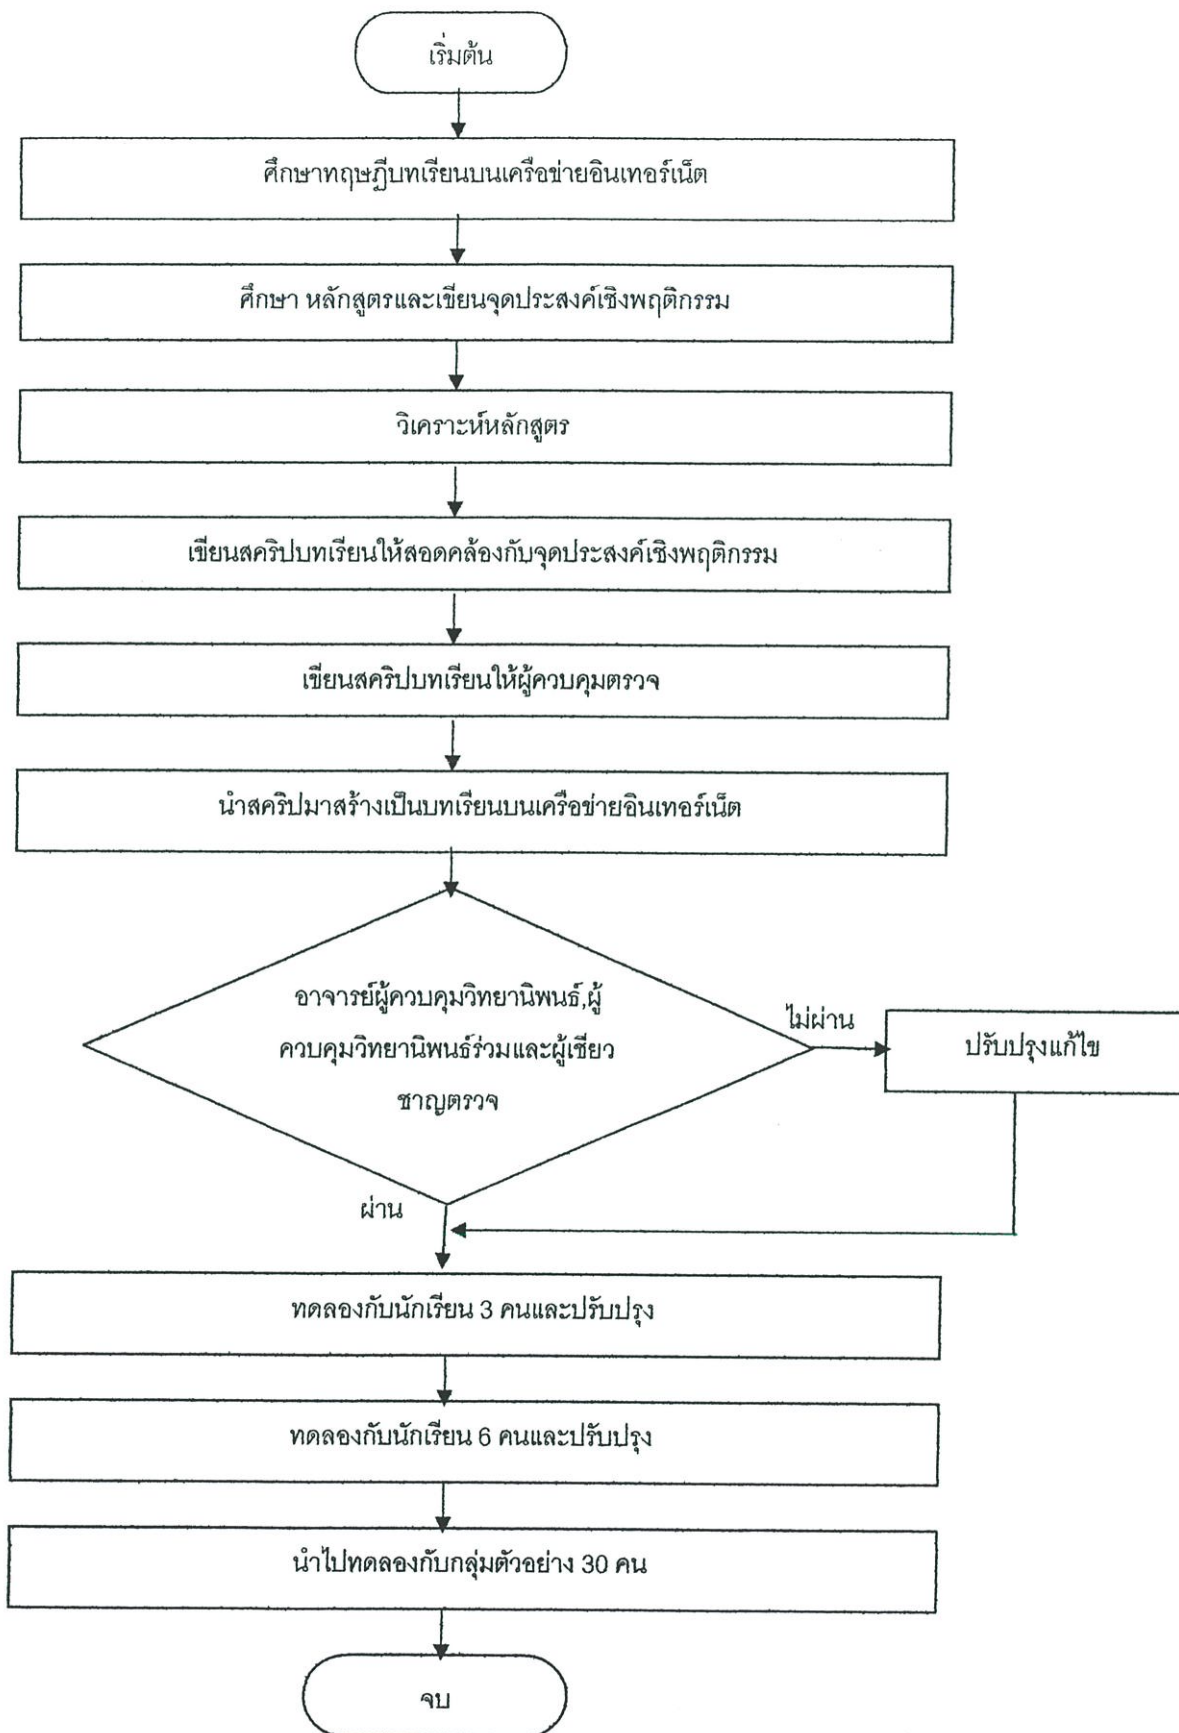 เริ่มต้น
ศึกษาทฤษฎีบทเรียนบนเครือข่ายอินเทอร์เน็ต
ศึกษา หลักสูตรและเขียนจุดประสงค์เชิงพฤติกรรม
วิเคราะห์หลักสูตร
เขียนสคริปบทเรียนให้สอดคล้องกับจุดประสงค์เชิงพฤติกรรม
เขียนสคริปบทเรียนให้ผู้ควบคุมตรวจ
นำสคริปมาสร้างเป็นบทเรียนบนเครือข่ายอินเทอร์เน็ต
อาจารย์ผู้ควบคุมวิทยานิพนธ์,ผู้
ควบคุมวิทยานิพนธ์ร่วมและผู้เชี่ยว
ชาญตรวจ
ไม่ผ่าน
ปรับปรุงแก้ไข
ผ่าน
ทดลองกับนักเรียน 3 คนและปรับปรุง
ทดลองกับนักเรียน 6 คนและปรับปรุง
นำไปทดลองกับกลุ่มตัวอย่าง 30 คน
จบ